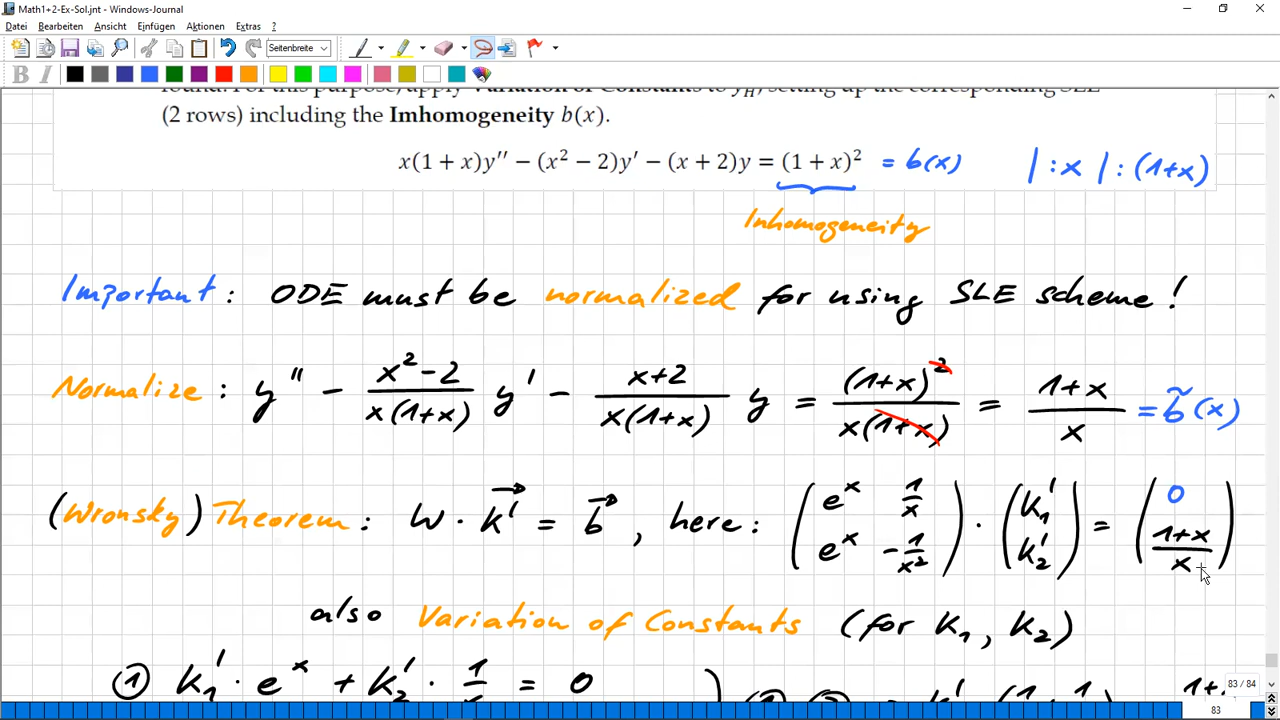 Math1+2-Ex-Sol.jnt - Windows-Journal
Datei Bearbeiten Ansicht Einfügen Aktionen Extras ?
Seitenbreite
B I
(2 rows) including the Imhomogeneity b(x).
x(1 + x)y′′ − (x² − 2)y′ − (x + 2)y = (1 + x)² = b(x) | : x | : (1+x)
Inhomogeneity
Important : ODE must be normalized for using SLE scheme !
Normalize : y'' − (x²−2)/(x(1+x)) y' − (x+2)/(x(1+x)) y = (1+x)²/(x(1+x)) = (1+x)/x = b̃(x)
(Wronsky) Theorem : W · k⃗' = b⃗ , here : (e^x 1/x; e^x −1/x²) · (k₁'; k₂') = (0; (1+x)/x)
also Variation of Constants (for k₁, k₂)
① k₁' · e^x + k₂' · 1/x = 0
83 / 84
83